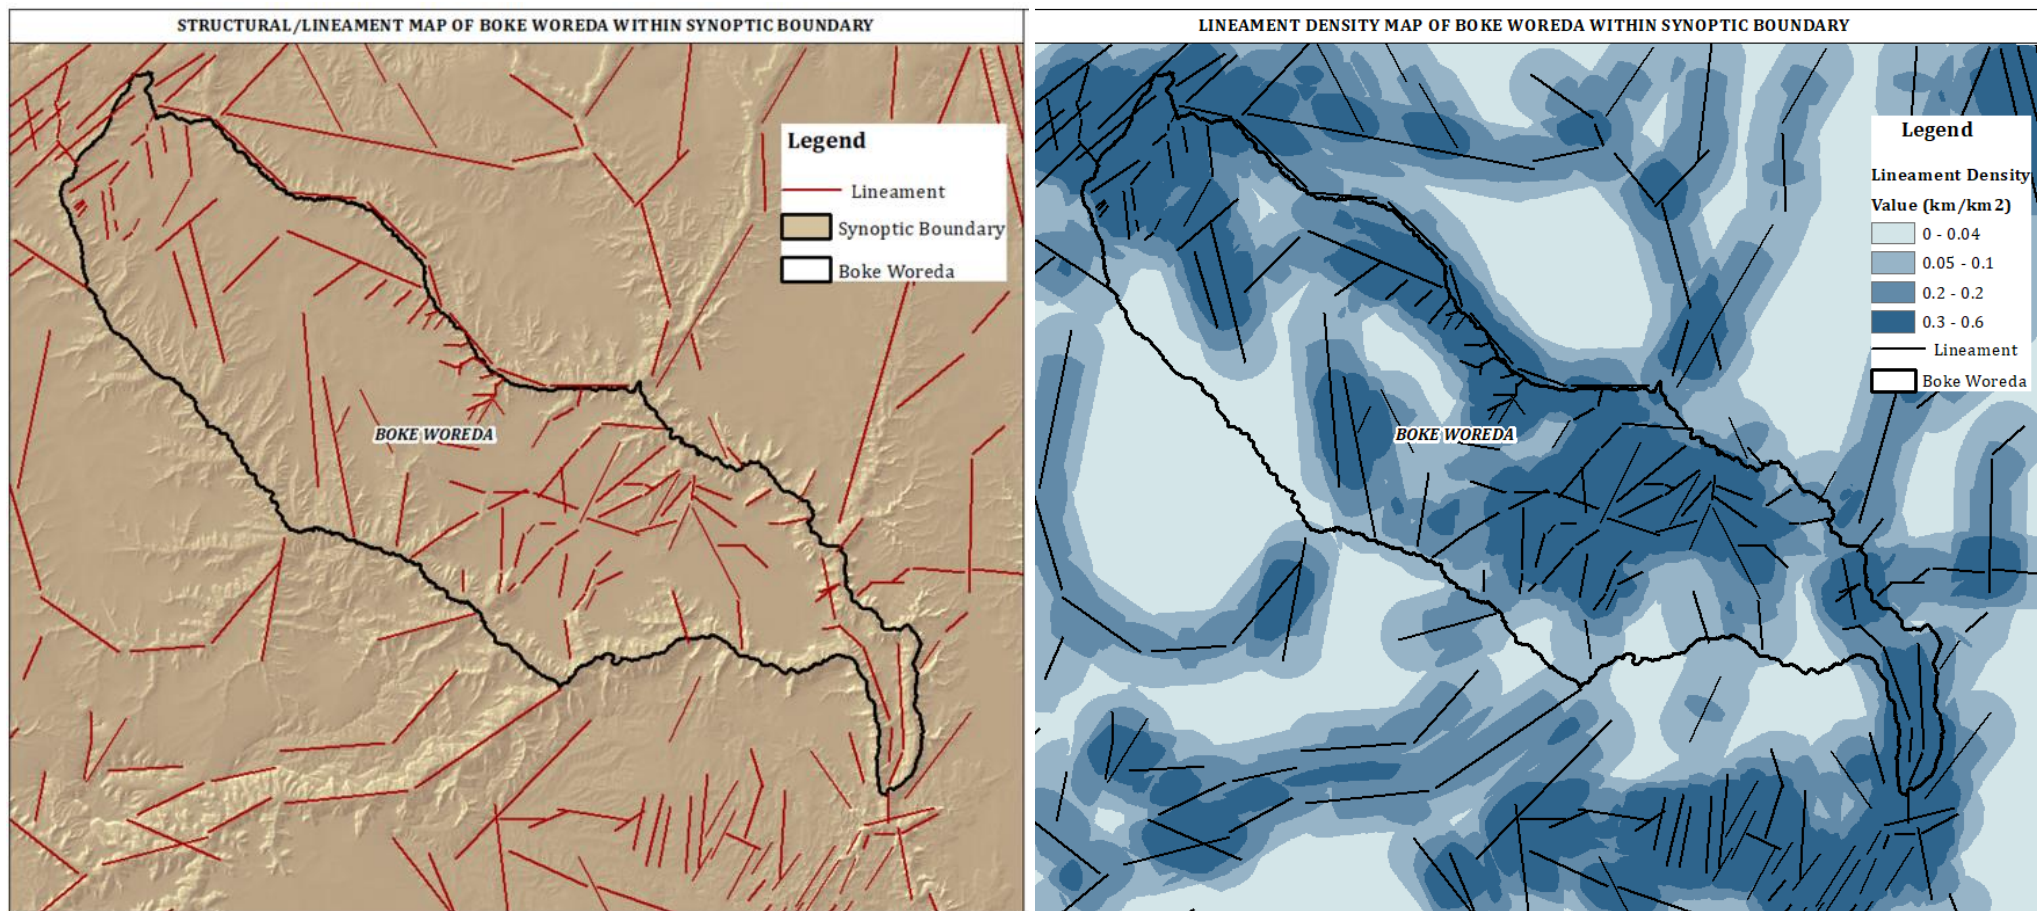 STRUCTURAL/LINEAMENT MAP OF BOKE WOREDA WITHIN SYNOPTIC BOUNDARY
Legend
Lineament
Synoptic Boundary
Boke Woreda
BOKE WOREDA
LINEAMENT DENSITY MAP OF BOKE WOREDA WITHIN SYNOPTIC BOUNDARY
Legend
Lineament Density
Value (km/km2)
0 - 0.04
0.05 - 0.1
0.2 - 0.2
0.3 - 0.6
Lineament
Boke Woreda
BOKE WOREDA